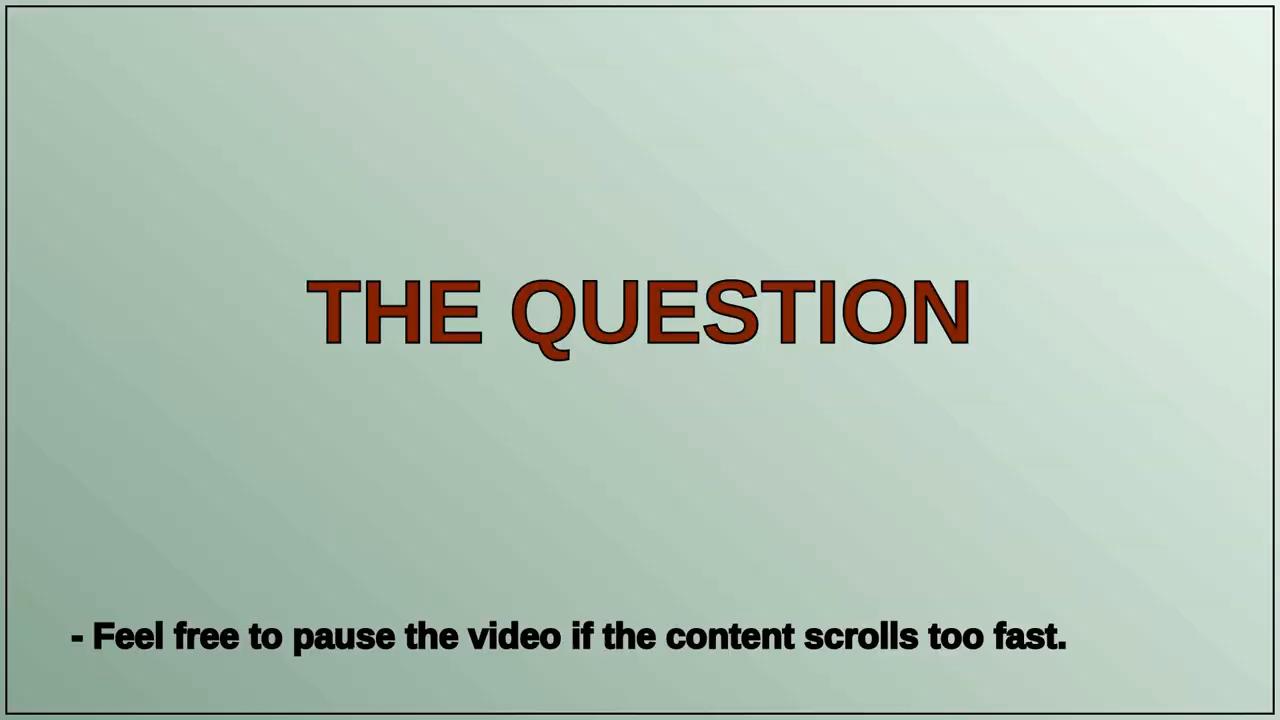 THE QUESTION
- Feel free to pause the video if the content scrolls too fast.